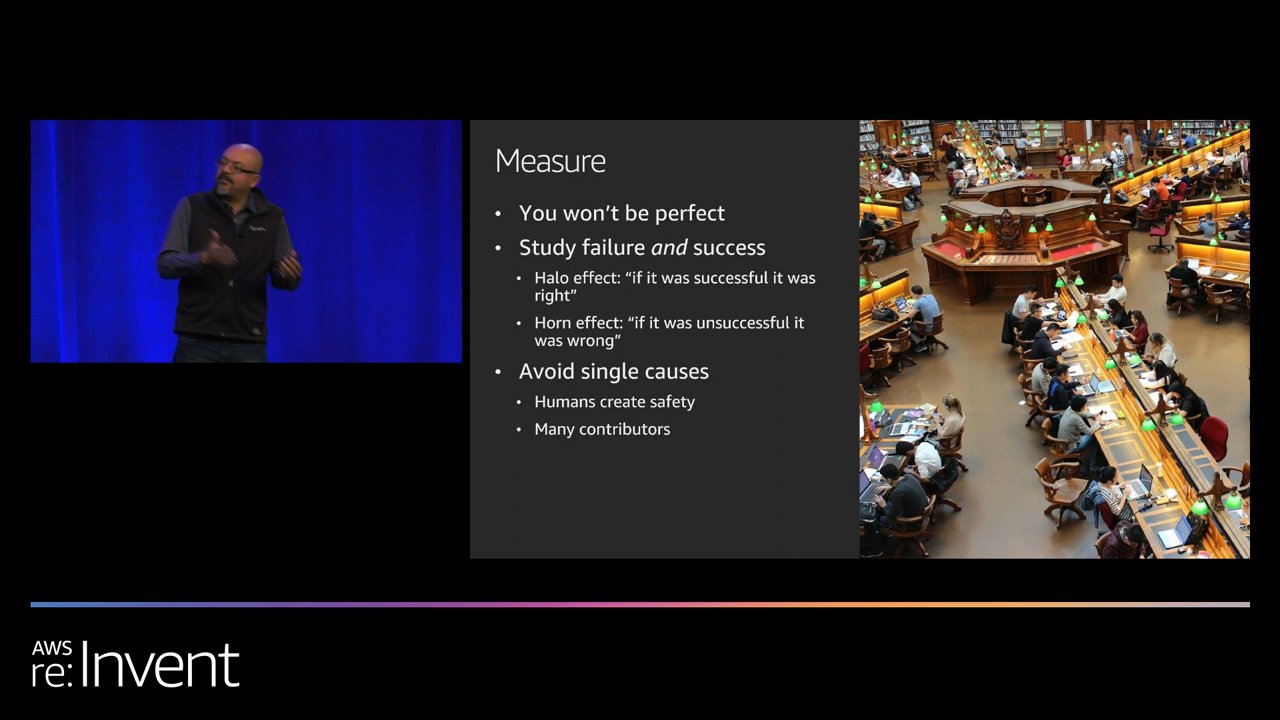 Measure
• You won’t be perfect
• Study failure and success
• Halo effect: “if it was successful it was
right”
• Horn effect: “if it was unsuccessful it
was wrong”
• Avoid single causes
• Humans create safety
• Many contributors
AWS
re:Invent